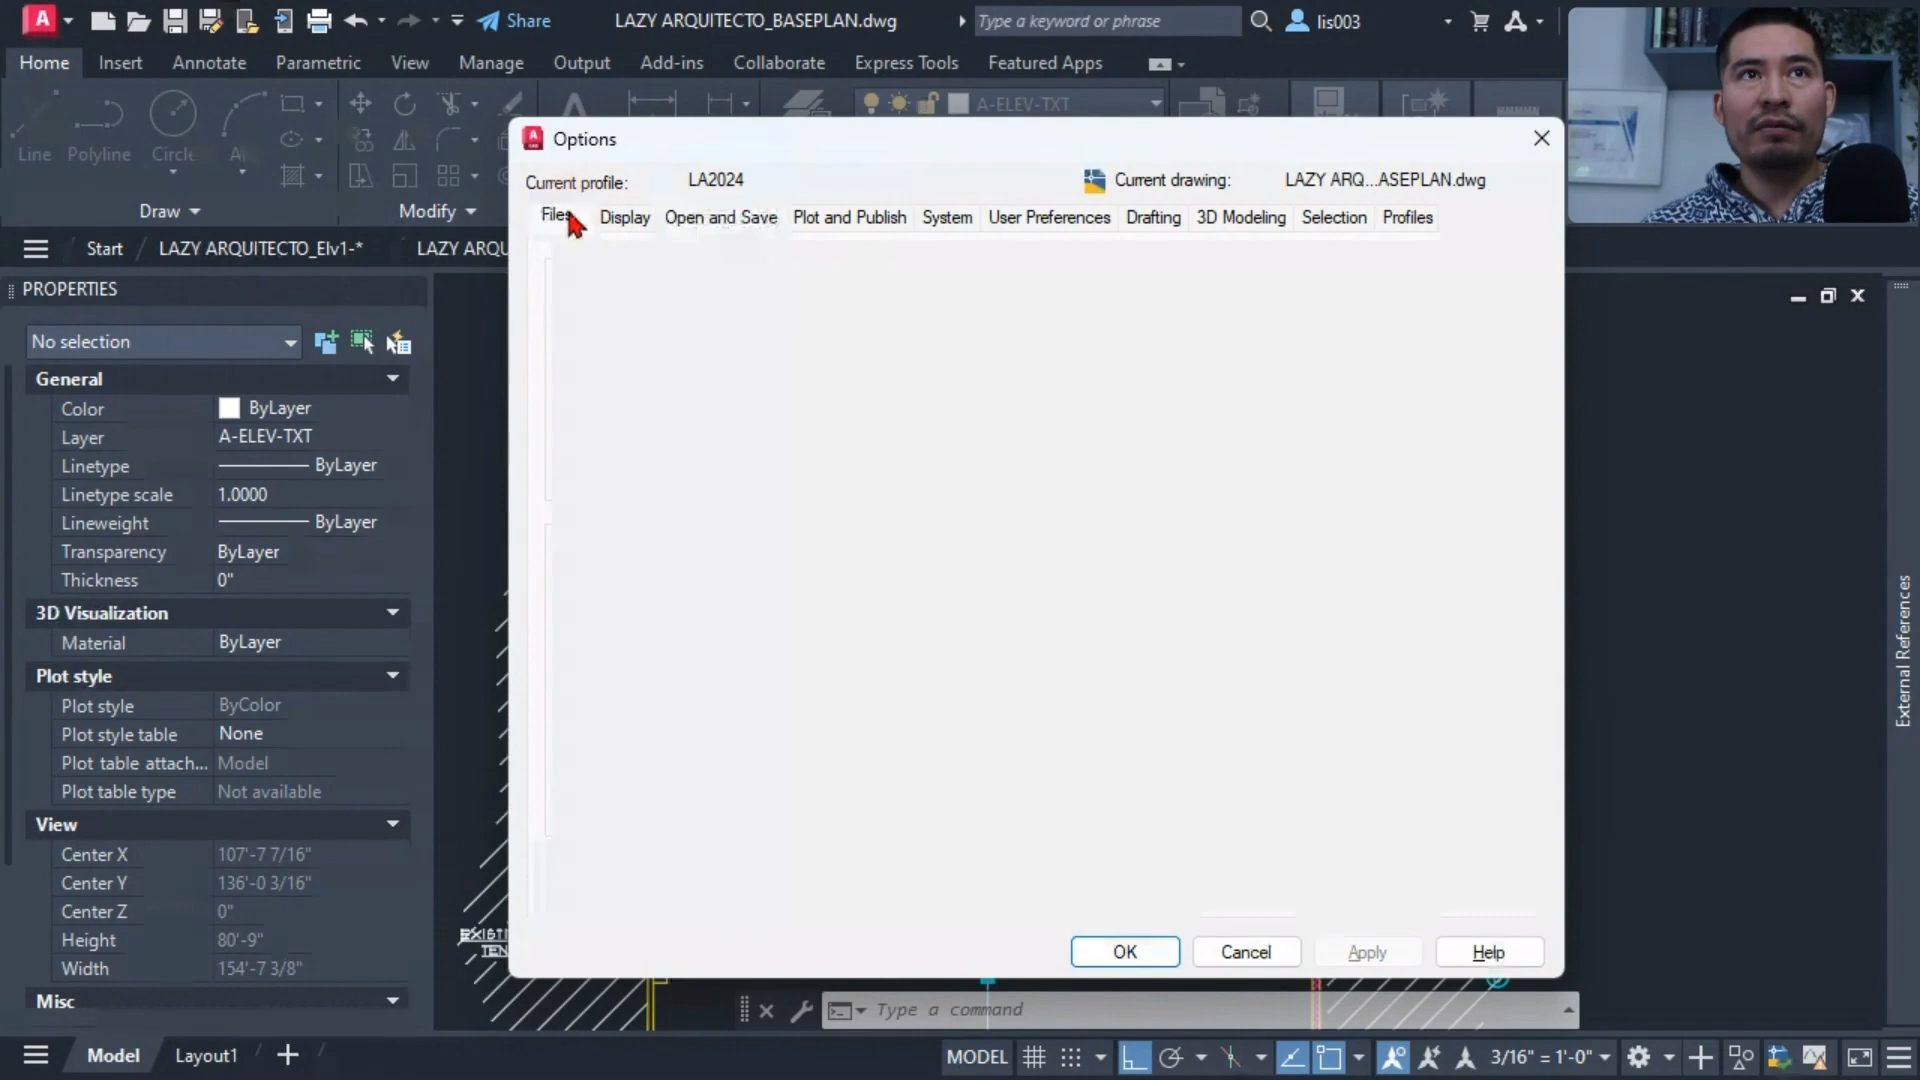 Share
LAZY ARQUITECTO_BASEPLAN.dwg
Type a keyword or phrase
lis003
Home
Insert
Annotate
Parametric
View
Manage
Output
Add-ins
Collaborate
Express Tools
Featured Apps
A-ELEV-TXT
Line
Polyline
Circle
Draw
Modify
Options
Current profile:
LA2024
Current drawing:
LAZY ARQ...ASEPLAN.dwg
Files
Display
Open and Save
Plot and Publish
System
User Preferences
Drafting
3D Modeling
Selection
Profiles
Start
LAZY ARQUITECTO_Elv1-*
LAZY ARQU
PROPERTIES
No selection
General
Color ByLayer
Layer A-ELEV-TXT
Linetype ByLayer
Linetype scale 1.0000
Lineweight ByLayer
Transparency ByLayer
Thickness 0"
3D Visualization
Material ByLayer
Plot style
Plot style ByColor
Plot style table None
Plot table attach... Model
Plot table type Not available
View
Center X 107'-7 7/16"
Center Y 136'-0 3/16"
Center Z 0"
Height 80'-9"
Width 154'-7 3/8"
Misc
External References
EXISTI
TEN
OK
Cancel
Apply
Help
Type a command
Model
Layout1
MODEL
3/16" = 1'-0"